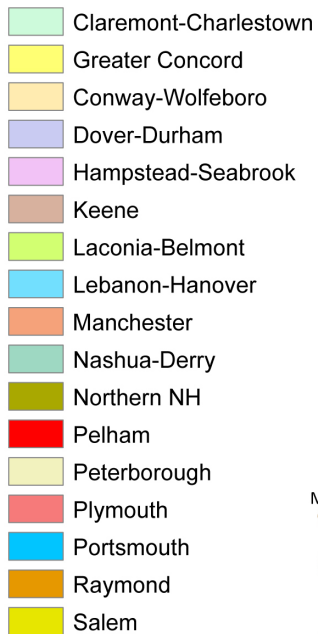 Claremont-Charlestown
Greater Concord
Conway-Wolfeboro
Dover-Durham
Hampstead-Seabrook
Keene
Laconia-Belmont
Lebanon-Hanover
Manchester
Nashua-Derry
Northern NH
Pelham
Peterborough
Plymouth
Portsmouth
Raymond
Salem